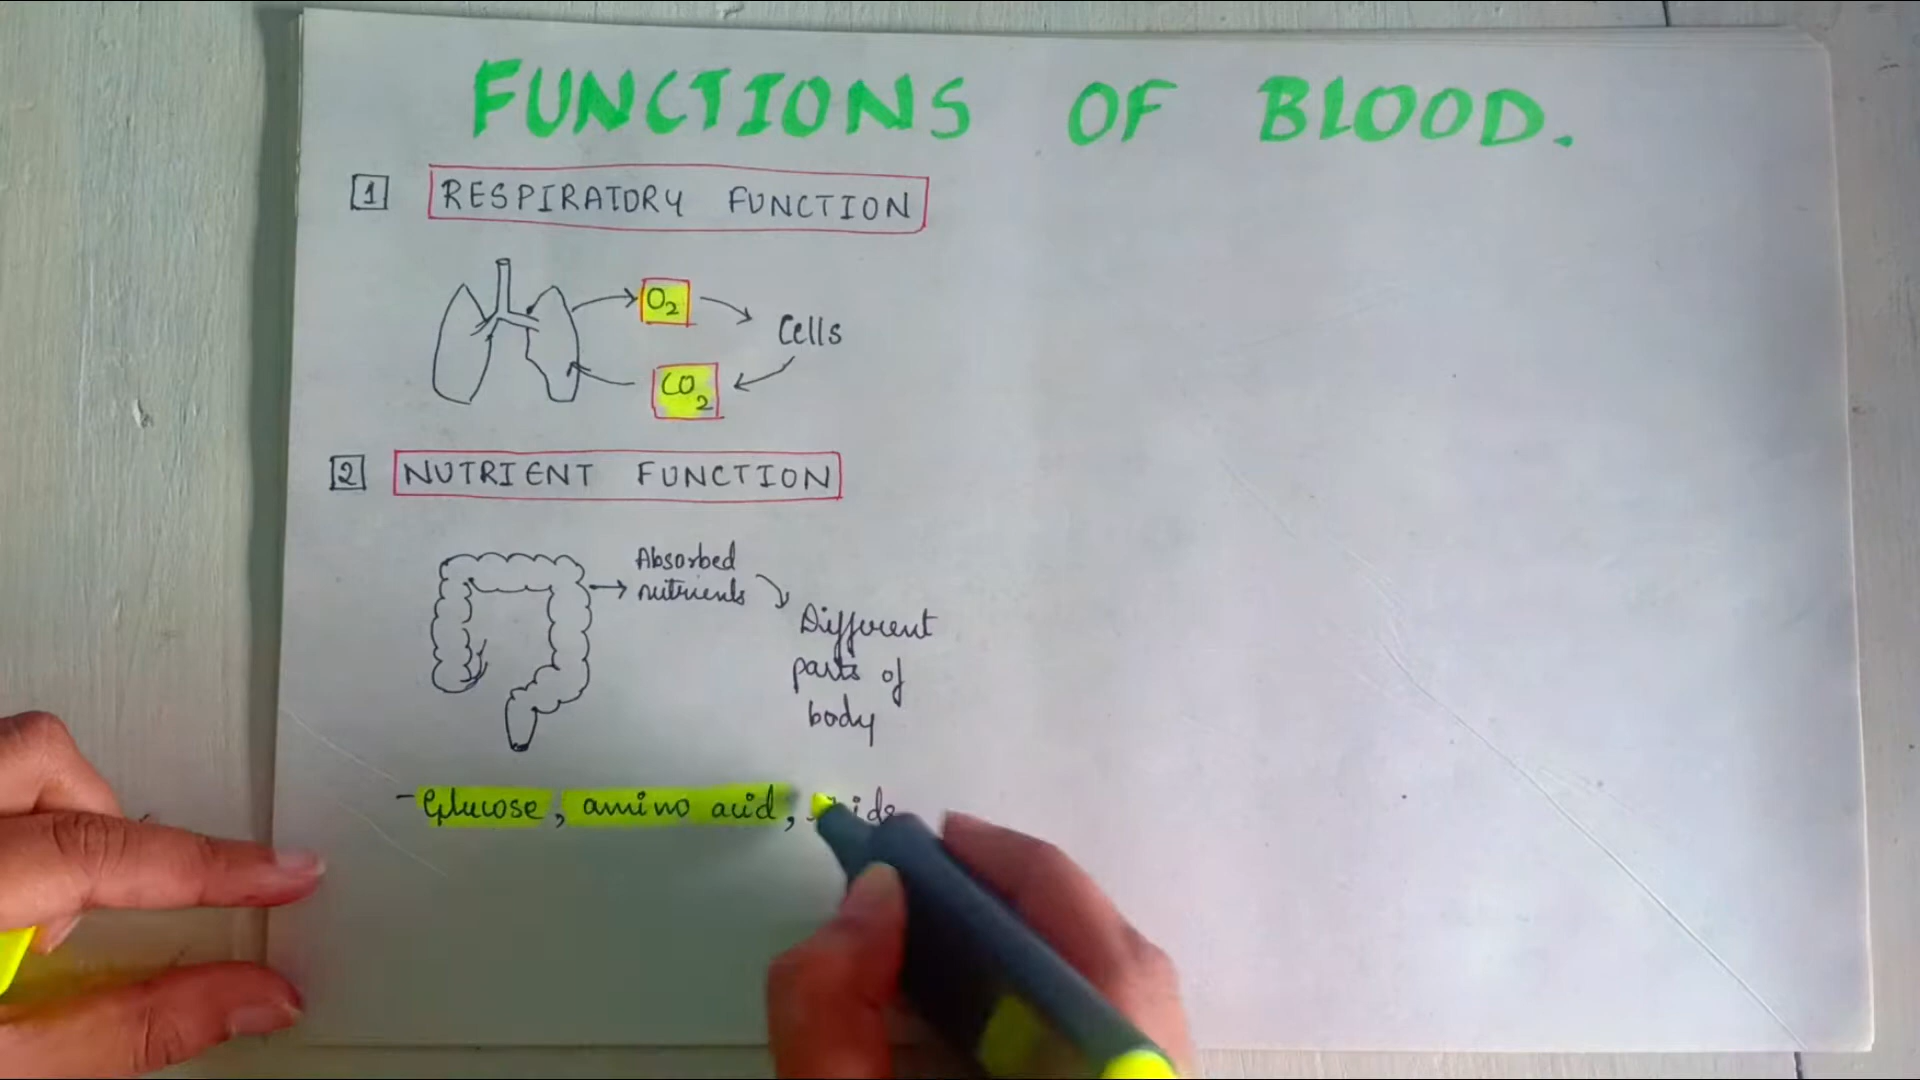 FUNCTIONS OF BLOOD.
1 RESPIRATORY FUNCTION
O2
Cells
CO2
2 NUTRIENT FUNCTION
Absorbed
nutrients
Different
parts of
body
- Glucose, amino acid,